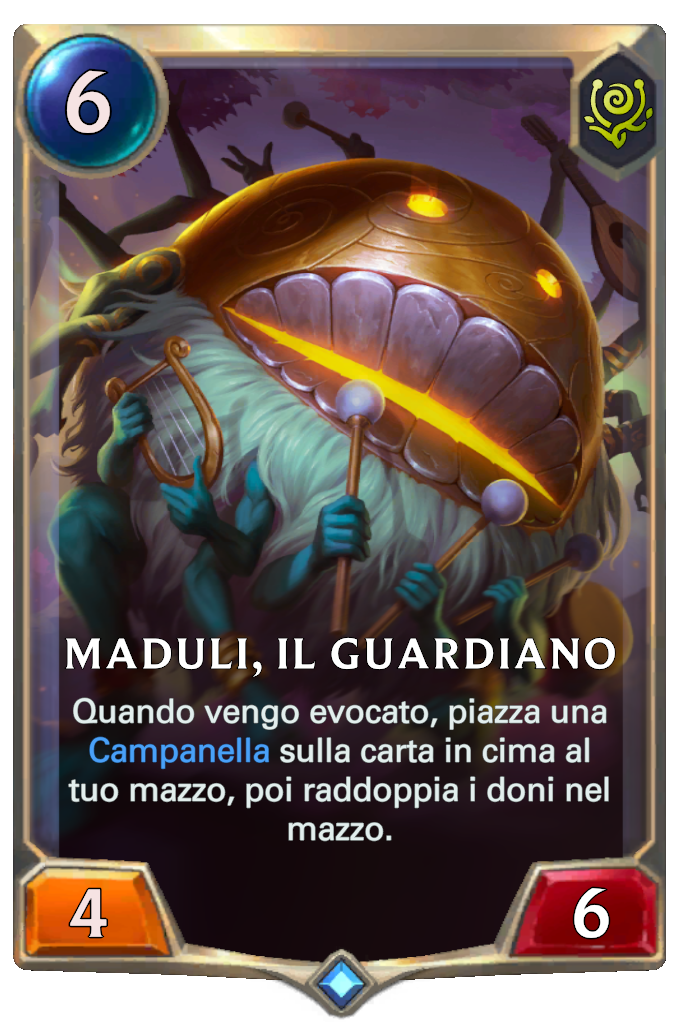 6
MADULI, IL GUARDIANO
Quando vengo evocato, piazza una
Campanella sulla carta in cima al
tuo mazzo, poi raddoppia i doni nel
mazzo.
4
6